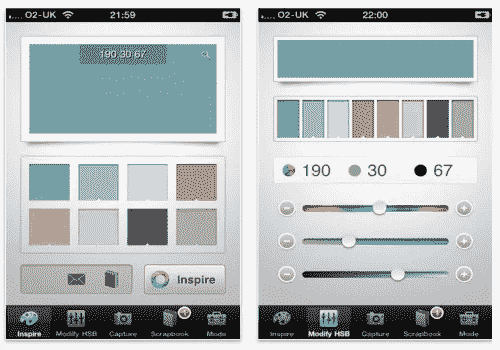 O2-UK 21:59
190 30 67
Inspire
Inspire Modify HSB Capture Scrapbook Mode
O2-UK 22:00
190 30 67
Inspire Modify HSB Capture Scrapbook Mode